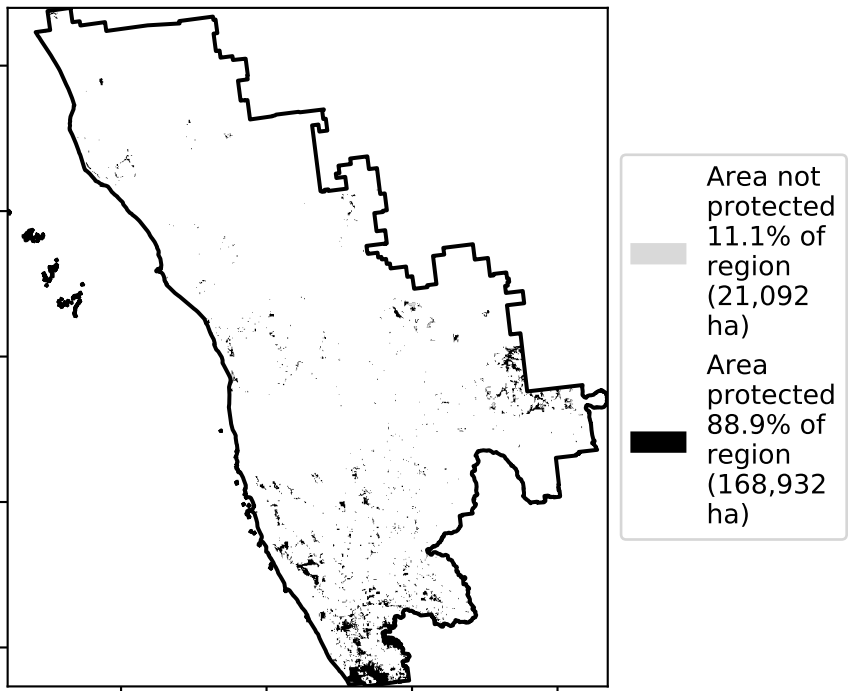 Area not
protected
11.1% of
region
(21,092
ha)
Area
protected
88.9% of
region
(168,932
ha)